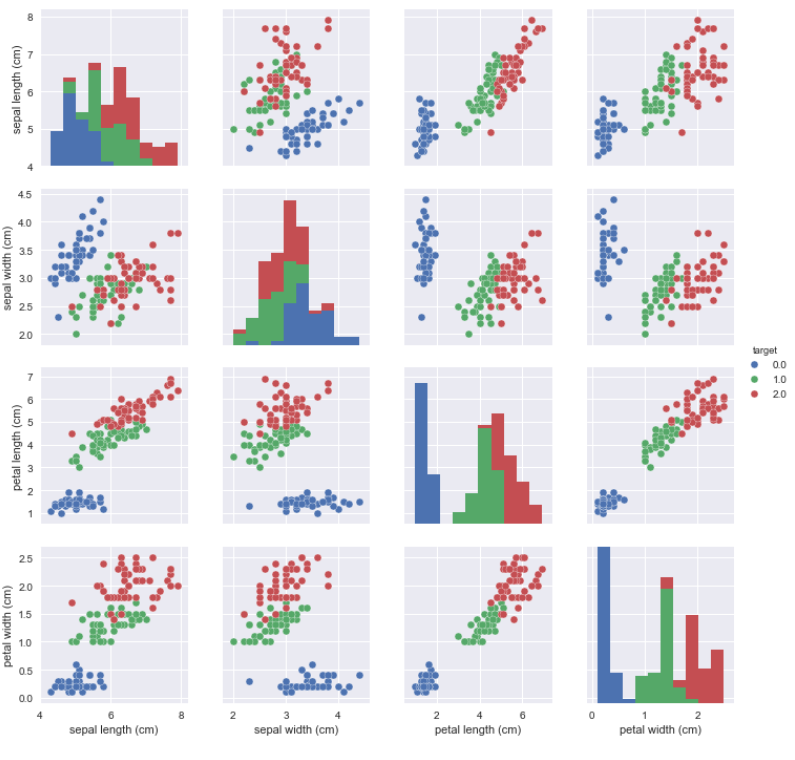 sepal length (cm)
8
7
6
5
4
sepal width (cm)
4.5
4.0
3.5
3.0
2.5
2.0
target
0.0
1.0
2.0
petal length (cm)
7
6
5
4
3
2
1
petal width (cm)
2.5
2.0
1.5
1.0
0.5
0.0
4 6 8
2 3 4
2 4 6
0 1 2
sepal length (cm)
sepal width (cm)
petal length (cm)
petal width (cm)